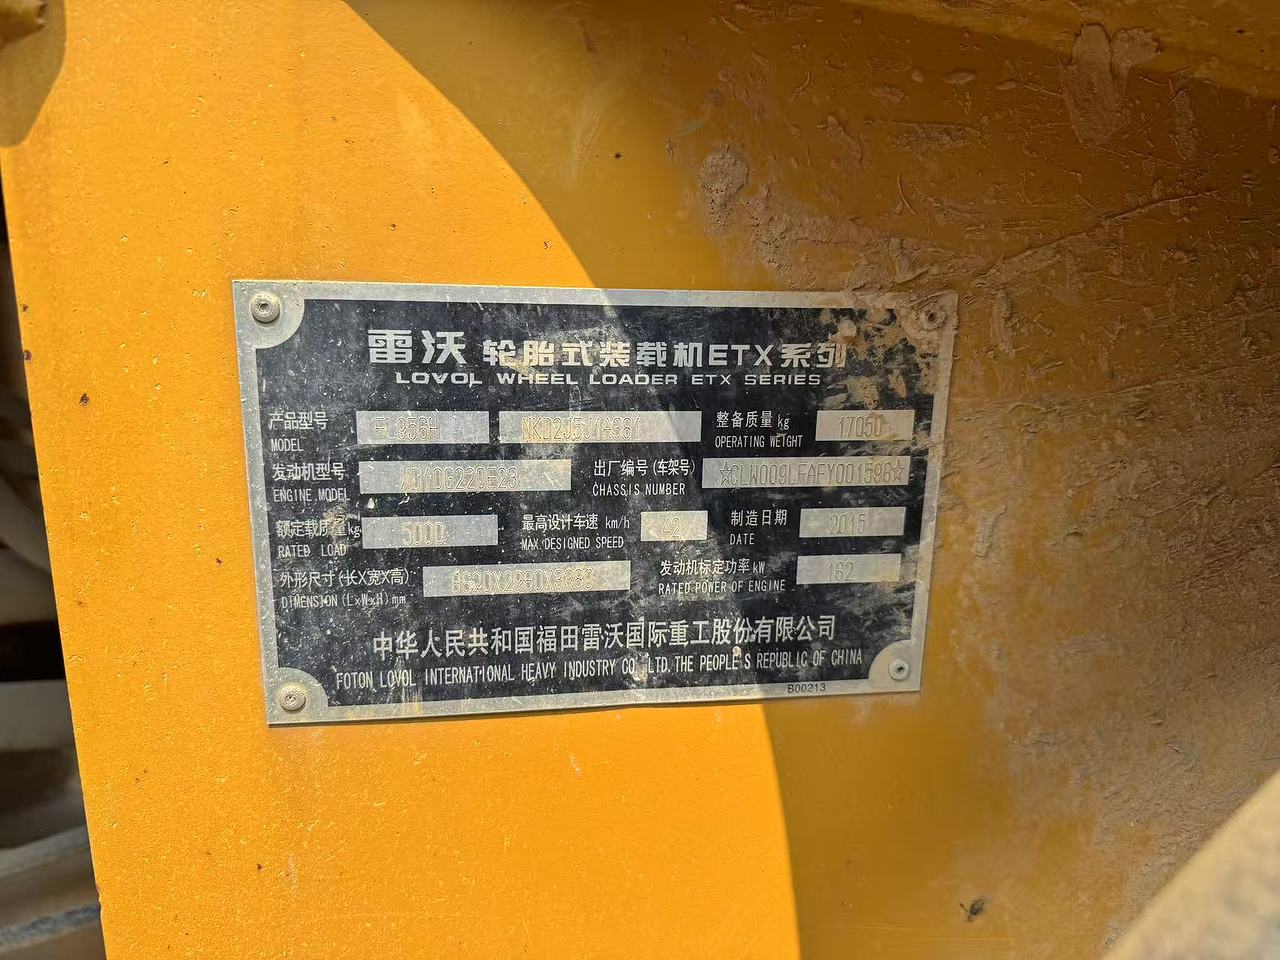 雷沃 轮胎式装载机ETX系列
LOVOL WHEEL LOADER ETX SERIES
产品型号 FL956H NKD2J5J1A381 整备质量 kg 17050
MODEL OPERATING WEIGHT
发动机型号 WD10G220E23 出厂编号(车架号) ☆CLW009LFAFY001596☆
ENGINE MODEL CHASSIS NUMBER
额定载质量kg 5000 最高设计车速 km/h 42 制造日期 2015
RATED LOAD MAX.DESIGNED SPEED DATE
外形尺寸(长X宽X高) 发动机标定功率 kW 162
DIMENSION(LxWxH)mm RATED POWER OF ENGINE
中华人民共和国福田雷沃国际重工股份有限公司
FOTON LOVOL INTERNATIONAL HEAVY INDUSTRY CO.,LTD.THE PEOPLE'S REPUBLIC OF CHINA
B00213